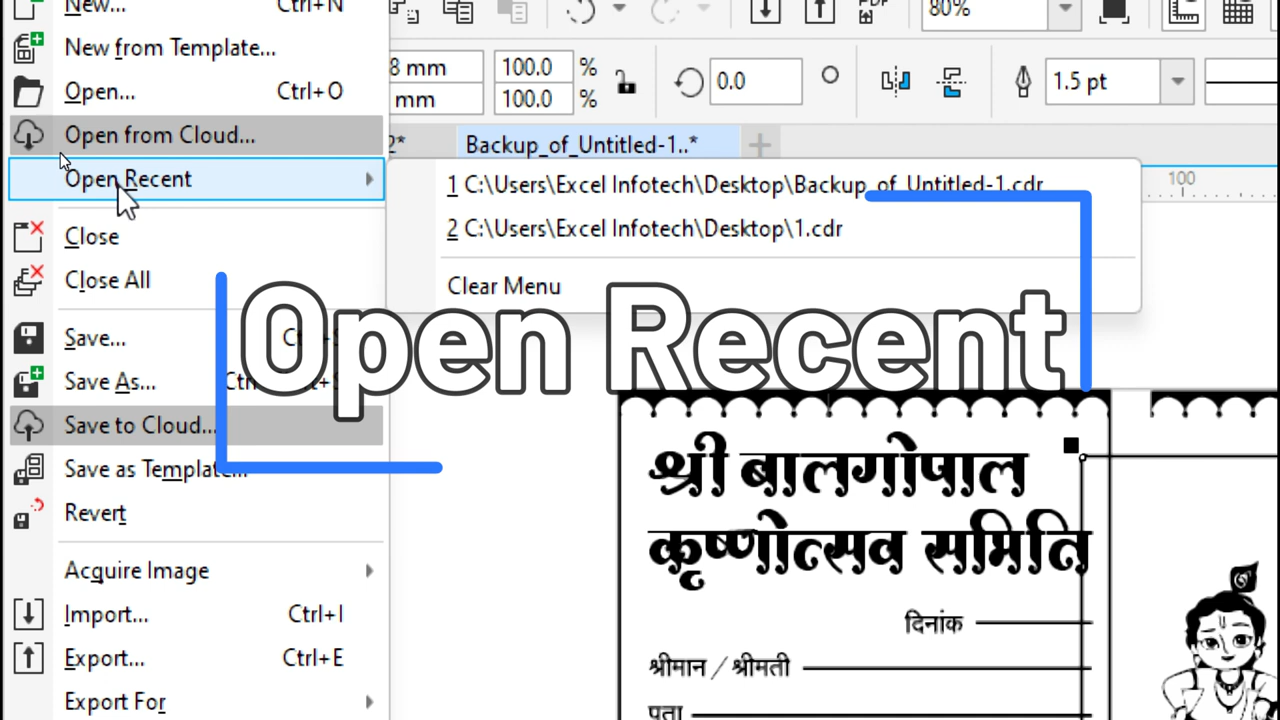 New... Ctrl+N
80%
New from Template...
Open... Ctrl+O
8 mm 100.0 %
mm 100.0 %
0.0
1.5 pt
Open from Cloud...
2* Backup_of_Untitled-1..*
Open Recent
100
1 C:\Users\Excel Infotech\Desktop\Backup_of_Untitled-1.cdr
2 C:\Users\Excel Infotech\Desktop\1.cdr
Clear Menu
Close
Close All
Open Recent
Save...
Save As...
Save to Cloud...
Save as Template...
Revert
Acquire Image
Import... Ctrl+I
Export... Ctrl+E
Export For
श्री बालगोपाल
कृष्णोत्सव समिति
दिनांक
श्रीमान / श्रीमती
पता